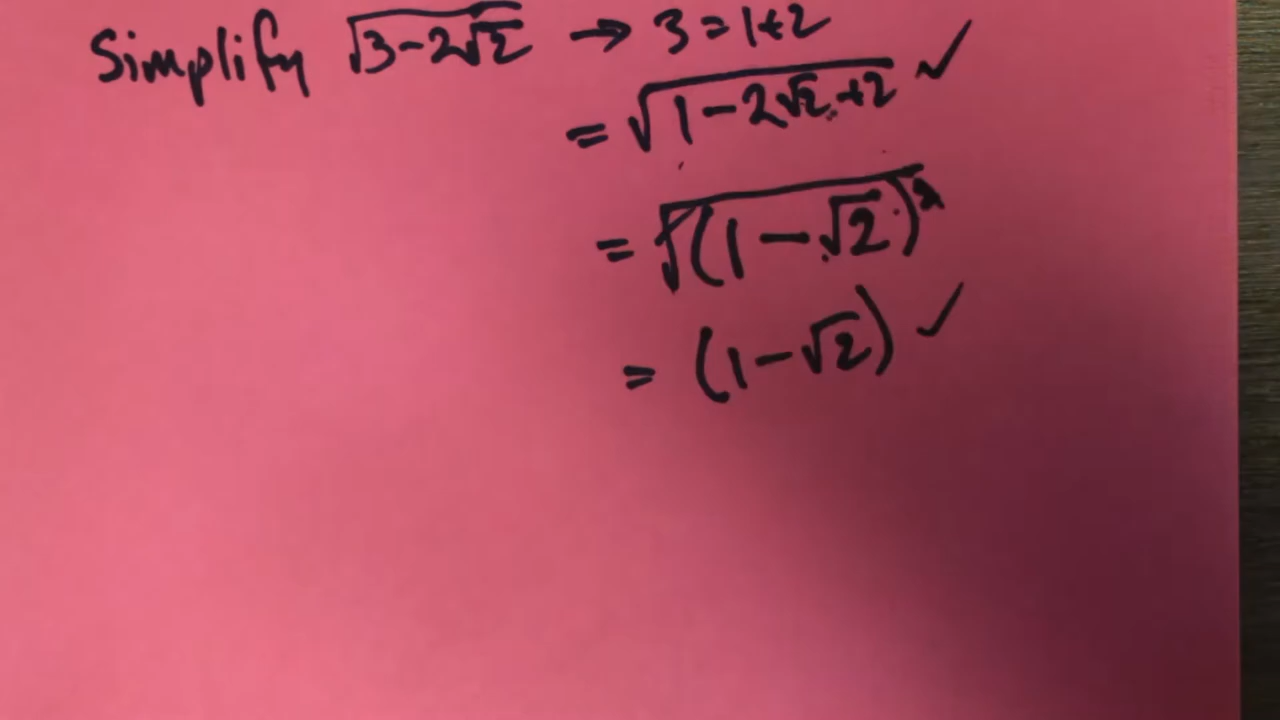 Simplify √(3-2√2) → 3=1+2
= √(1-2√2+2) ✓
= √((1-√2)²)
= (1-√2) ✓